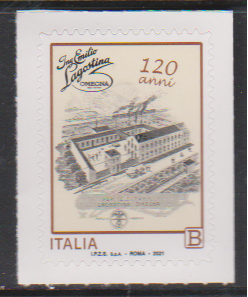 Ing. Emilio
Lagostina
OMEGNA
120
anni
ITALIA B
I.P.Z.S. S.p.A. - ROMA - 2021